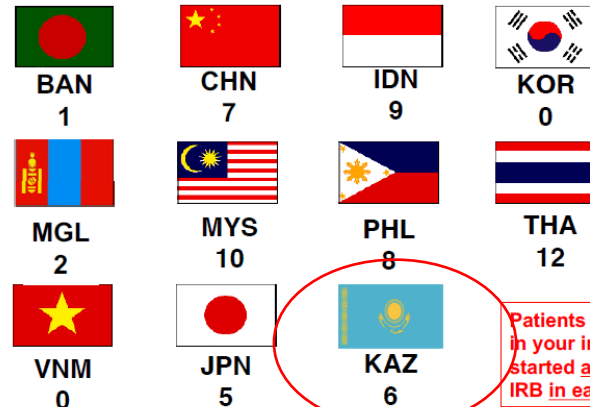 BAN CHN IDN KOR
1 7 9 0
MGL MYS PHL THA
2 10 8 12
VNM JPN KAZ
0 5 6
Patients
in your
started
IRB in